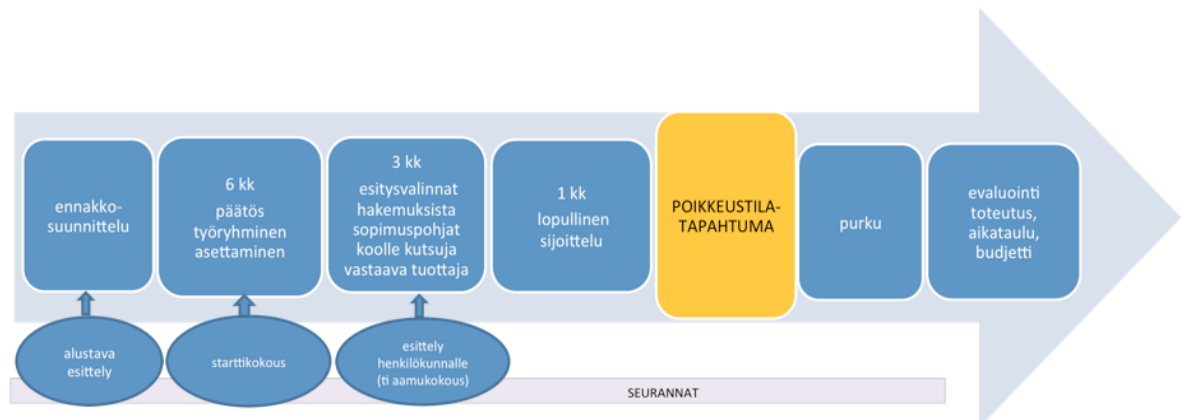 ennakko-
suunnittelu
6 kk
päätös
työryhminen
asettaminen
3 kk
esitysvalinnat
hakemuksista
sopimuspohjat
koolle kutsuja
vastaava tuottaja
1 kk
lopullinen
sijoittelu
POIKKEUSTILA-
TAPAHTUMA
purku
evaluointi
toteutus,
aikataulu,
budjetti
alustava
esittely
starttikokous
esittely
henkilökunnalle
(ti aamukokous)
SEURANNAT